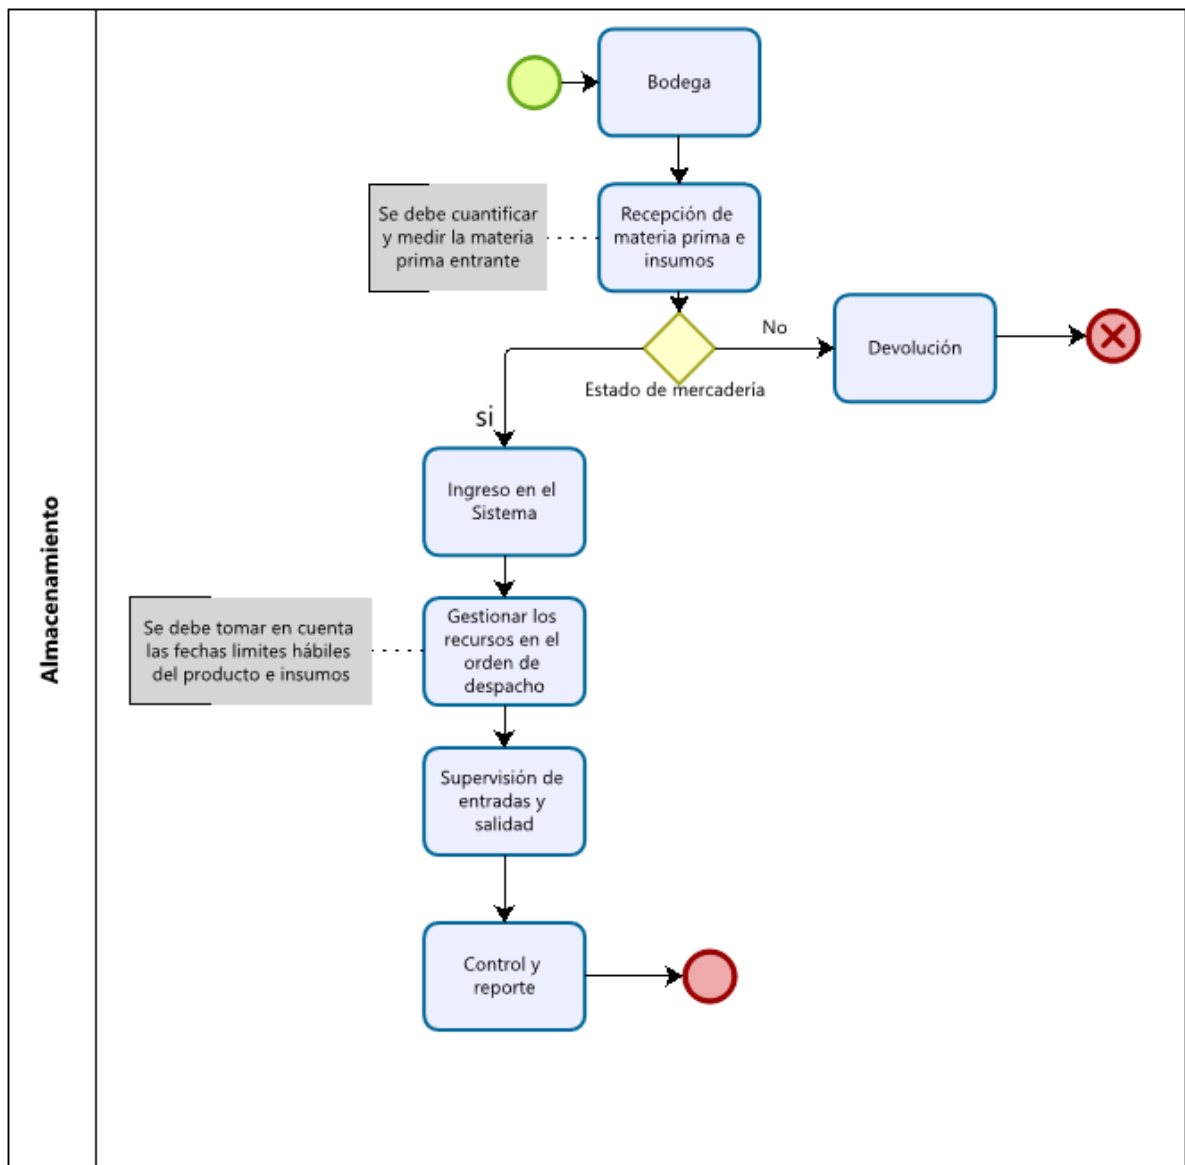 Almacenamiento
Bodega
Se debe cuantificar
y medir la materia
prima entrante
Recepción de
materia prima e
insumos
No
Devolución
Estado de mercadería
si
Ingreso en el
Sistema
Se debe tomar en cuenta
las fechas limites hábiles
del producto e insumos
Gestionar los
recursos en el
orden de
despacho
Supervisión de
entradas y
salidad
Control y
reporte